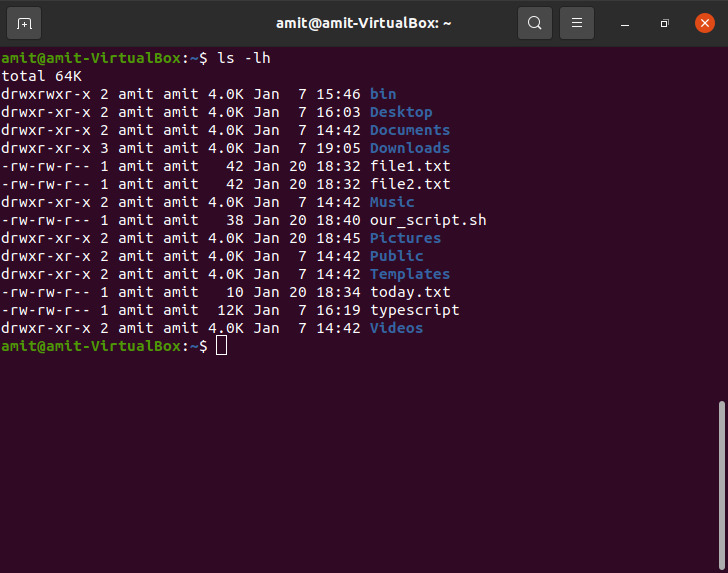 amit@amit-VirtualBox: ~
amit@amit-VirtualBox:~$ ls -lh
total 64K
drwxrwxr-x 2 amit amit 4.0K Jan  7 15:46 bin
drwxr-xr-x 2 amit amit 4.0K Jan  7 16:03 Desktop
drwxr-xr-x 2 amit amit 4.0K Jan  7 14:42 Documents
drwxr-xr-x 3 amit amit 4.0K Jan  7 19:05 Downloads
-rw-rw-r-- 1 amit amit   42 Jan 20 18:32 file1.txt
-rw-rw-r-- 1 amit amit   42 Jan 20 18:32 file2.txt
drwxr-xr-x 2 amit amit 4.0K Jan  7 14:42 Music
-rw-rw-r-- 1 amit amit   38 Jan 20 18:40 our_script.sh
drwxr-xr-x 2 amit amit 4.0K Jan 20 18:45 Pictures
drwxr-xr-x 2 amit amit 4.0K Jan  7 14:42 Public
drwxr-xr-x 2 amit amit 4.0K Jan  7 14:42 Templates
-rw-rw-r-- 1 amit amit   10 Jan 20 18:34 today.txt
-rw-rw-r-- 1 amit amit  12K Jan  7 16:19 typescript
drwxr-xr-x 2 amit amit 4.0K Jan  7 14:42 Videos
amit@amit-VirtualBox:~$